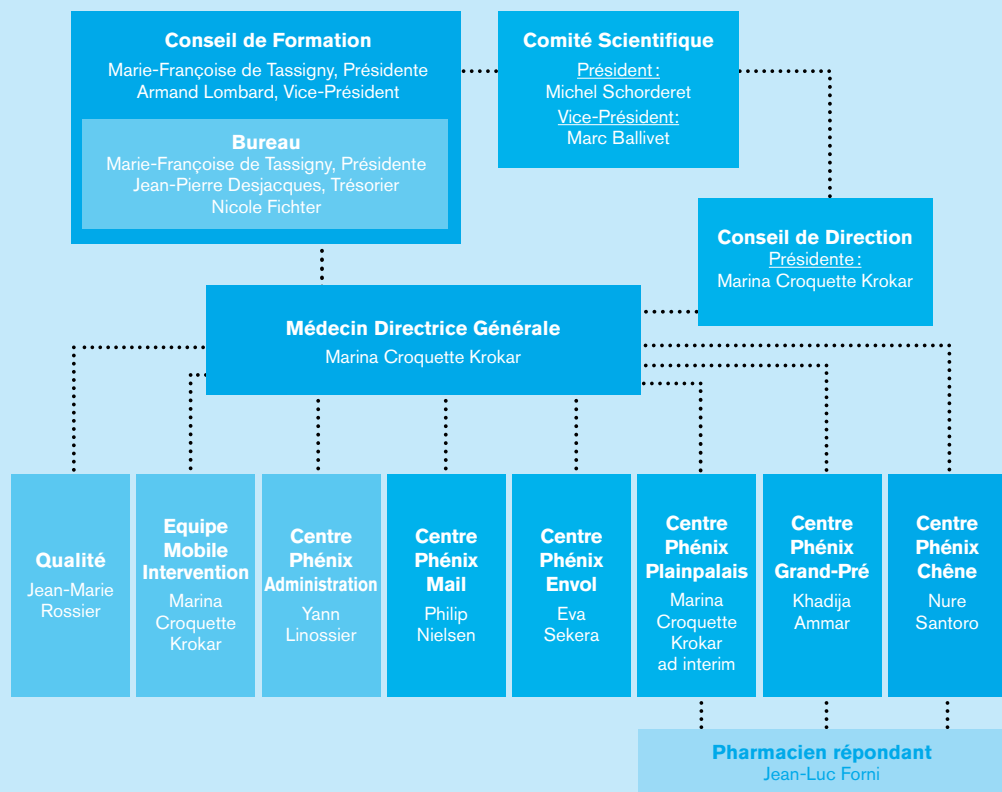 Conseil de Formation
Marie-Françoise de Tassigny, Présidente
Armand Lombard, Vice-Président
Bureau
Marie-Françoise de Tassigny, Présidente
Jean-Pierre Desjacques, Trésorier
Nicole Fichter
Comité Scientifique
Président :
Michel Schorderet
Vice-Président:
Marc Ballivet
Conseil de Direction
Présidente :
Marina Croquette Krokar
Médecin Directrice Générale
Marina Croquette Krokar
Qualité
Jean-Marie
Rossier
Equipe
Mobile
Intervention
Marina
Croquette
Krokar
Centre
Phénix
Administration
Yann
Linossier
Centre
Phénix
Mail
Philip
Nielsen
Centre
Phénix
Envol
Eva
Sekera
Centre
Phénix
Plainpalais
Marina
Croquette
Krokar
ad interim
Centre
Phénix
Grand-Pré
Khadija
Ammar
Centre
Phénix
Chêne
Nure
Santoro
Pharmacien répondant
Jean-Luc Forni